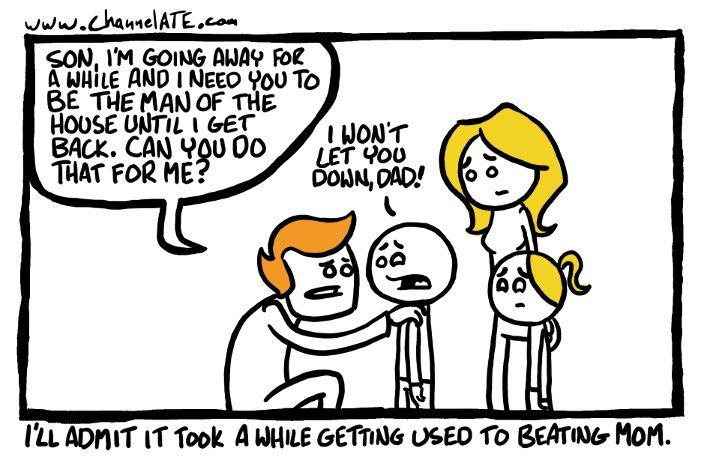 www.ChannelATE.com
SON, I'M GOING AWAY FOR
A WHILE AND I NEED YOU TO
BE THE MAN OF THE
HOUSE UNTIL I GET
BACK. CAN YOU DO
THAT FOR ME?
I WON'T
LET YOU
DOWN, DAD!
I'LL ADMIT IT TOOK A WHILE GETTING USED TO BEATING MOM.